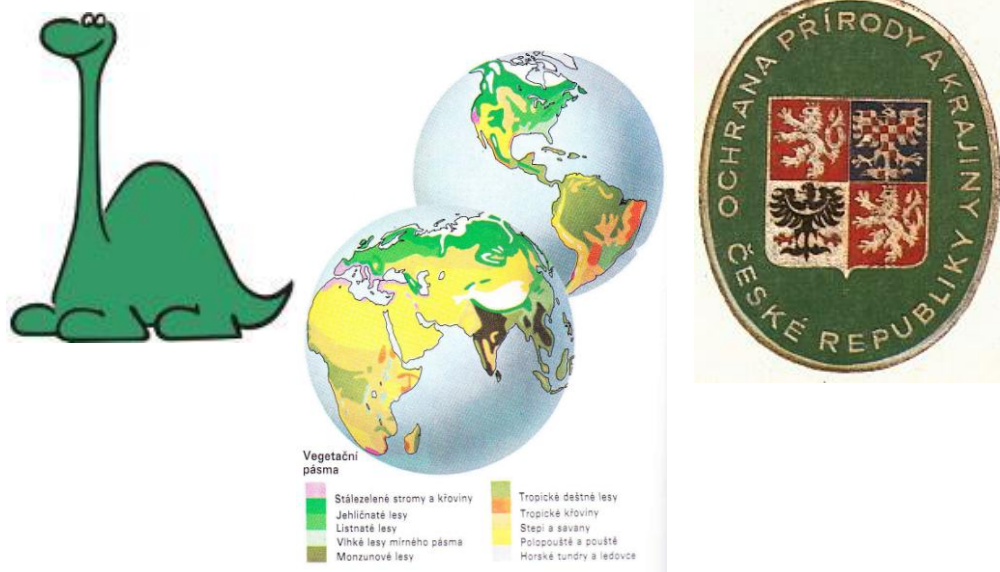 Vegetační
pásma
Stálezelené stromy a křoviny
Jehličnaté lesy
Listnaté lesy
Vlhké lesy mírného pásma
Monzunové lesy
Tropické deštné lesy
Tropické křoviny
Stepi a savany
Polopouště a pouště
Horské tundry a ledovce
OCHRANA PŘÍRODY A KRAJINY
ČESKÉ REPUBLIKY